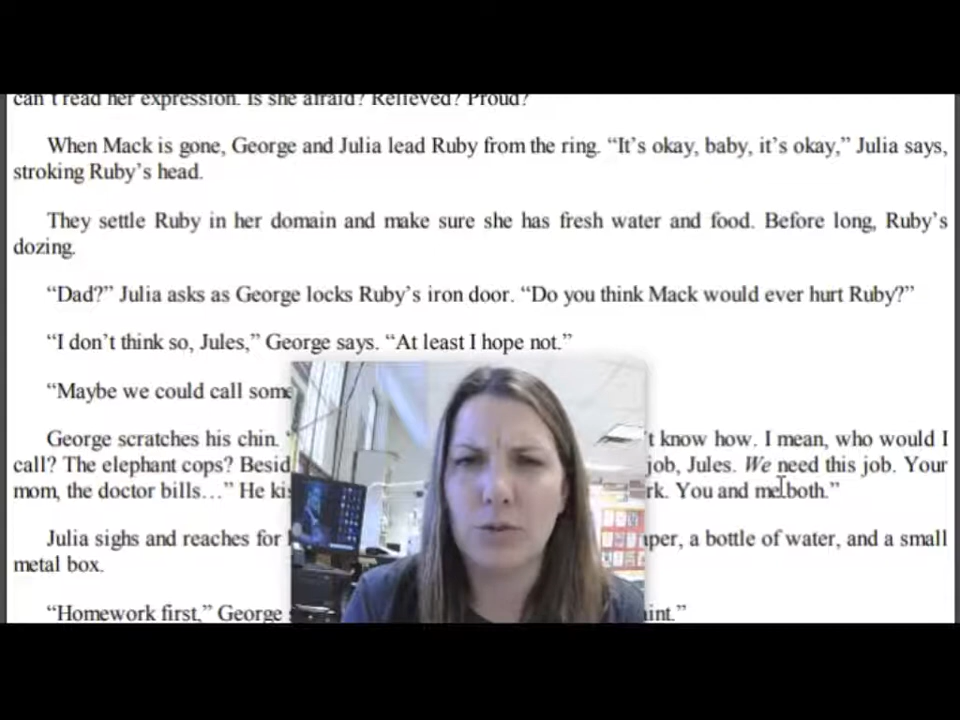 can't read her expression. Is she afraid? Relieved? Proud?
When Mack is gone, George and Julia lead Ruby from the ring. “It's okay, baby, it's okay,” Julia says,
stroking Ruby's head.
They settle Ruby in her domain and make sure she has fresh water and food. Before long, Ruby's
dozing.
“Dad?” Julia asks as George locks Ruby's iron door. “Do you think Mack would ever hurt Ruby?”
“I don't think so, Jules,” George says. “At least I hope not.”
“Maybe we could call some
George scratches his chin. 't know how. I mean, who would I
call? The elephant cops? Besid job, Jules. We need this job. Your
mom, the doctor bills…” He kis rk. You and me both.”
Julia sighs and reaches for aper, a bottle of water, and a small
metal box.
“Homework first,” George aint.”